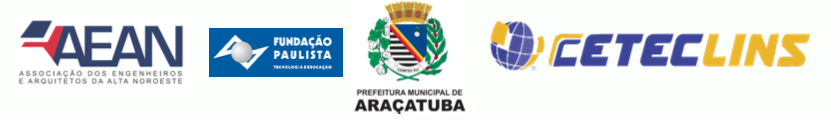 AEAN
ASSOCIAÇÃO DOS ENGENHEIROS
E ARQUITETOS DA ALTA NOROESTE
FUNDAÇÃO
PAULISTA
TECNOLOGIA E EDUCAÇÃO
PREFEITURA MUNICIPAL DE
ARAÇATUBA
CETECLINS